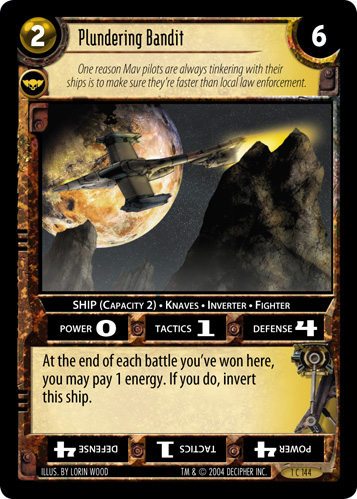 2 Plundering Bandit 6
One reason Mav pilots are always tinkering with their
ships is to make sure they're faster than local law enforcement.
SHIP (CAPACITY 2) • KNAVES • INVERTER • FIGHTER
POWER 0 TACTICS 1 DEFENSE 4
At the end of each battle you've won here,
you may pay 1 energy. If you do, invert
this ship.
POWER 4 TACTICS 1 DEFENSE 4
ILLUS. BY LORIN WOOD TM & © 2004 DECIPHER INC. 1 C 144